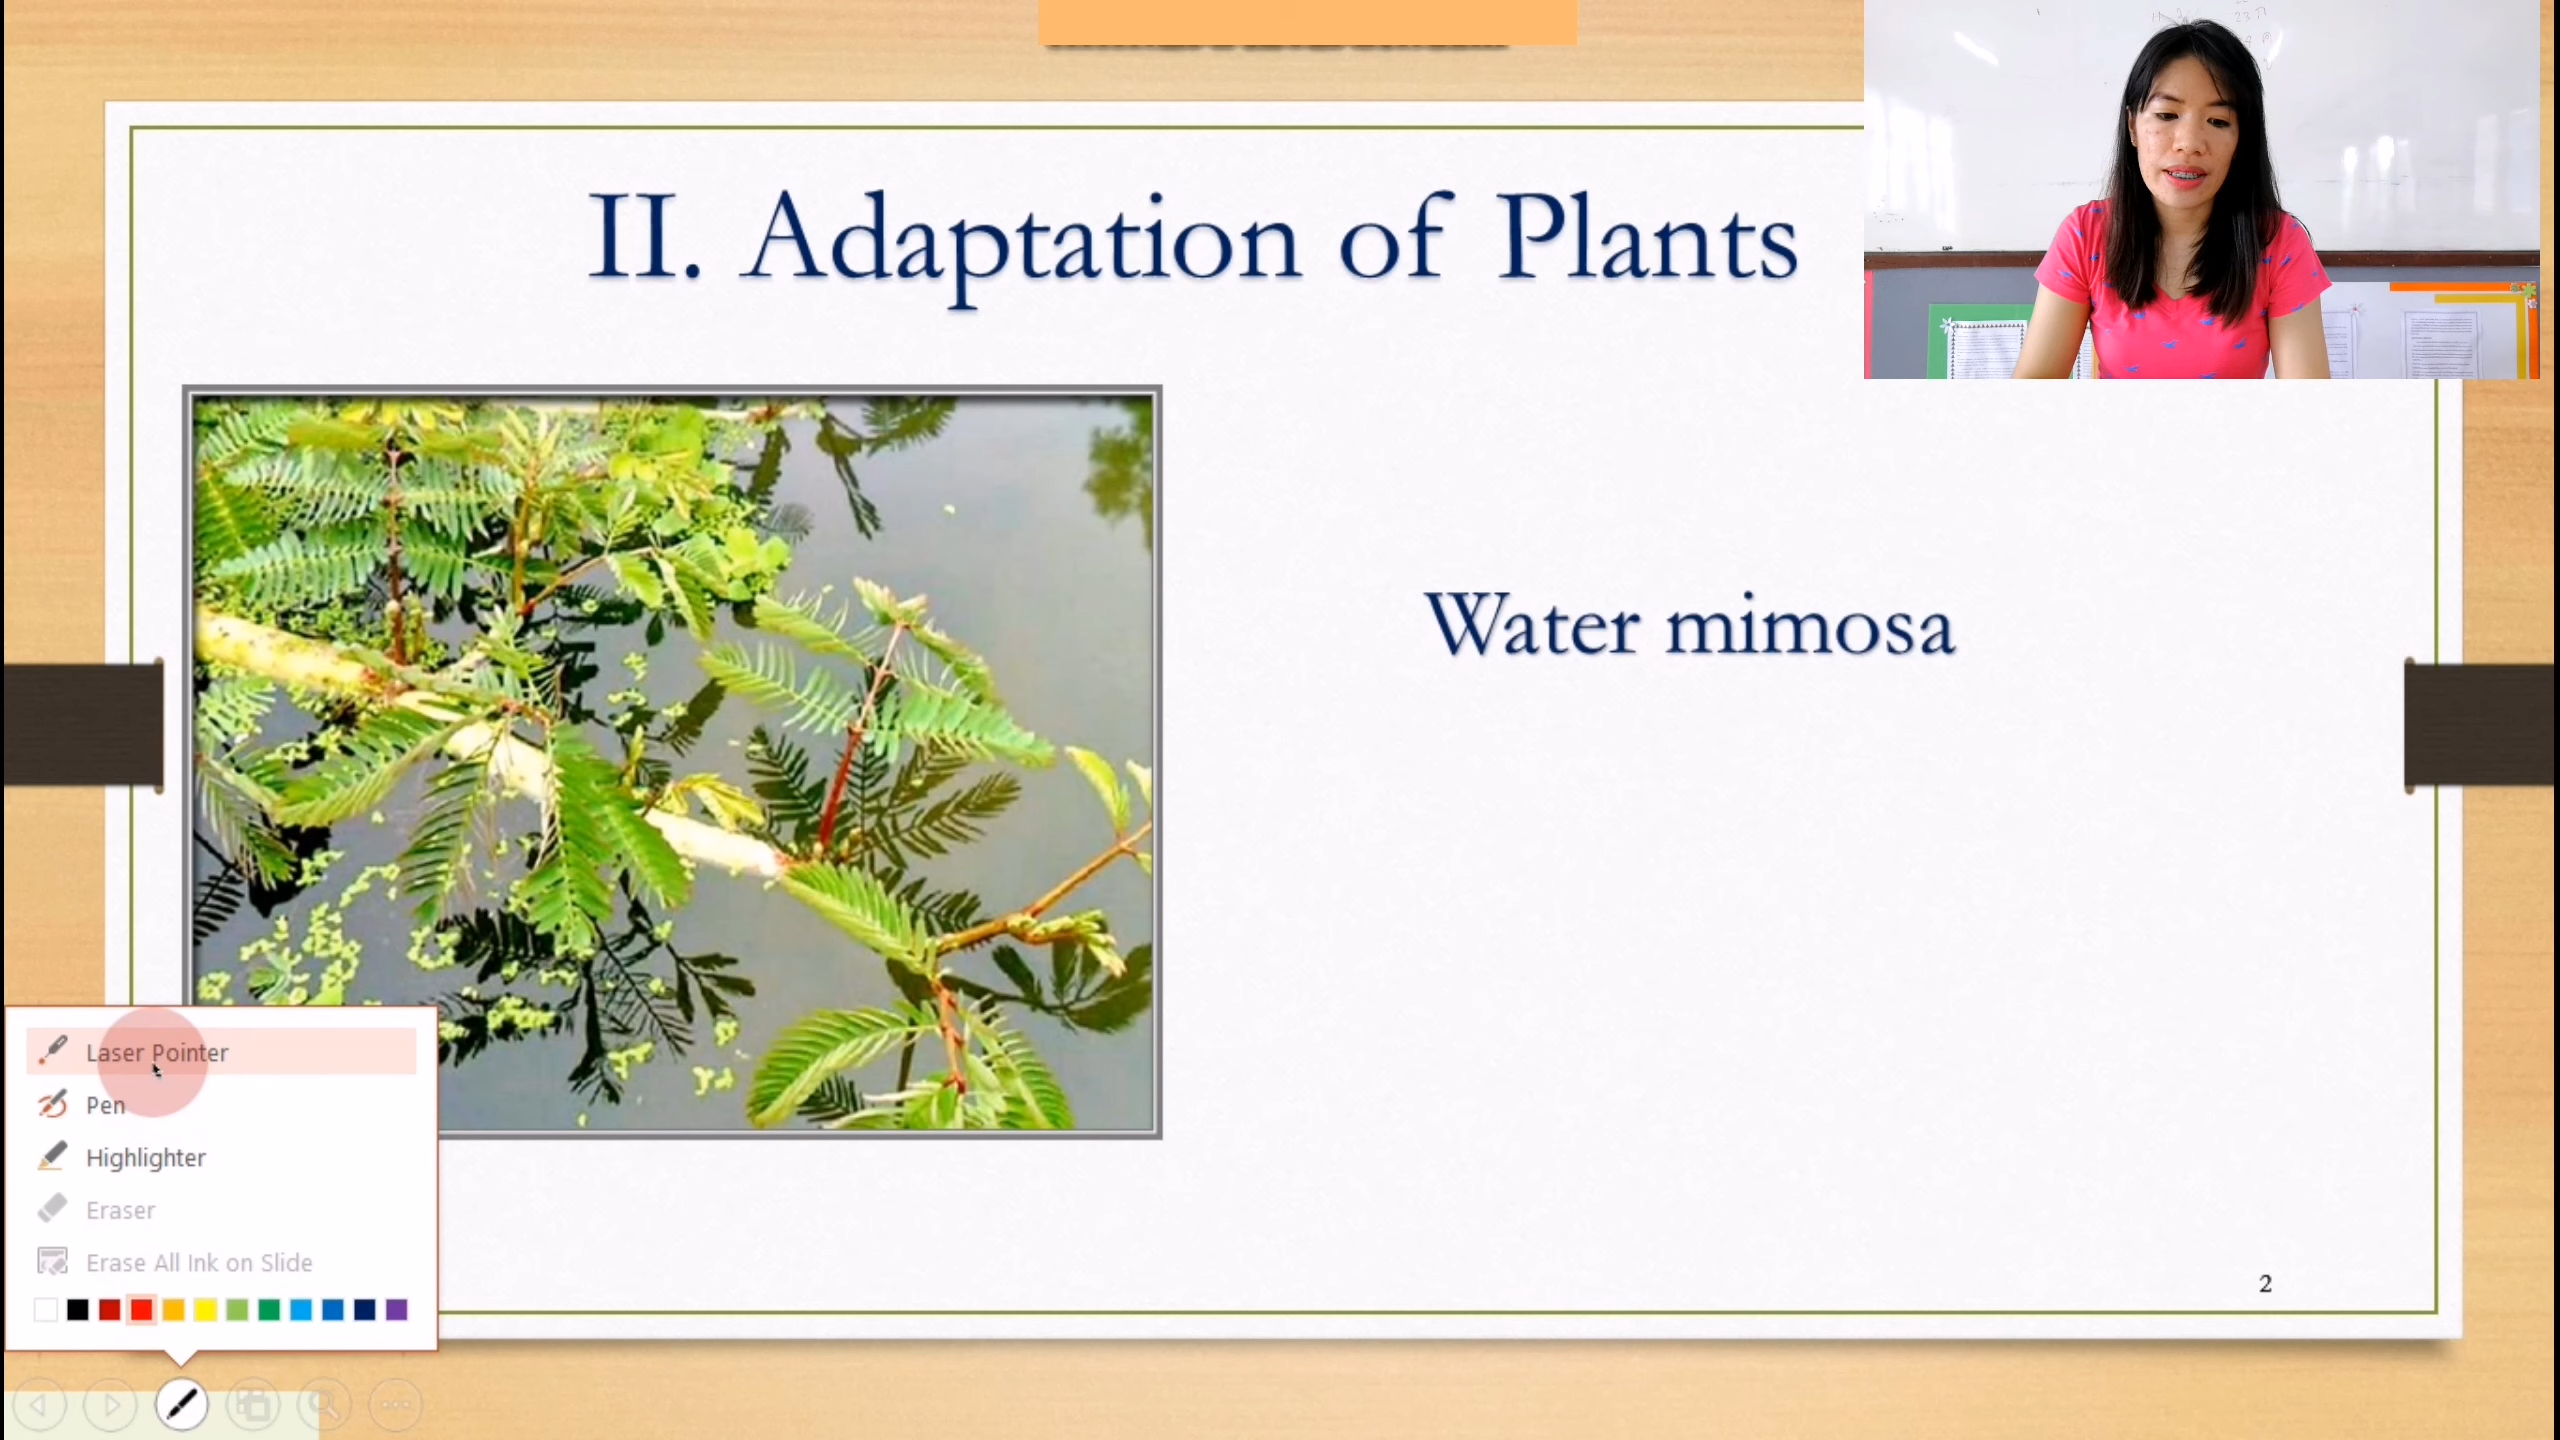 II. Adaptation of Plants
Water mimosa
Laser Pointer
Pen
Highlighter
Eraser
Erase All Ink on Slide
2